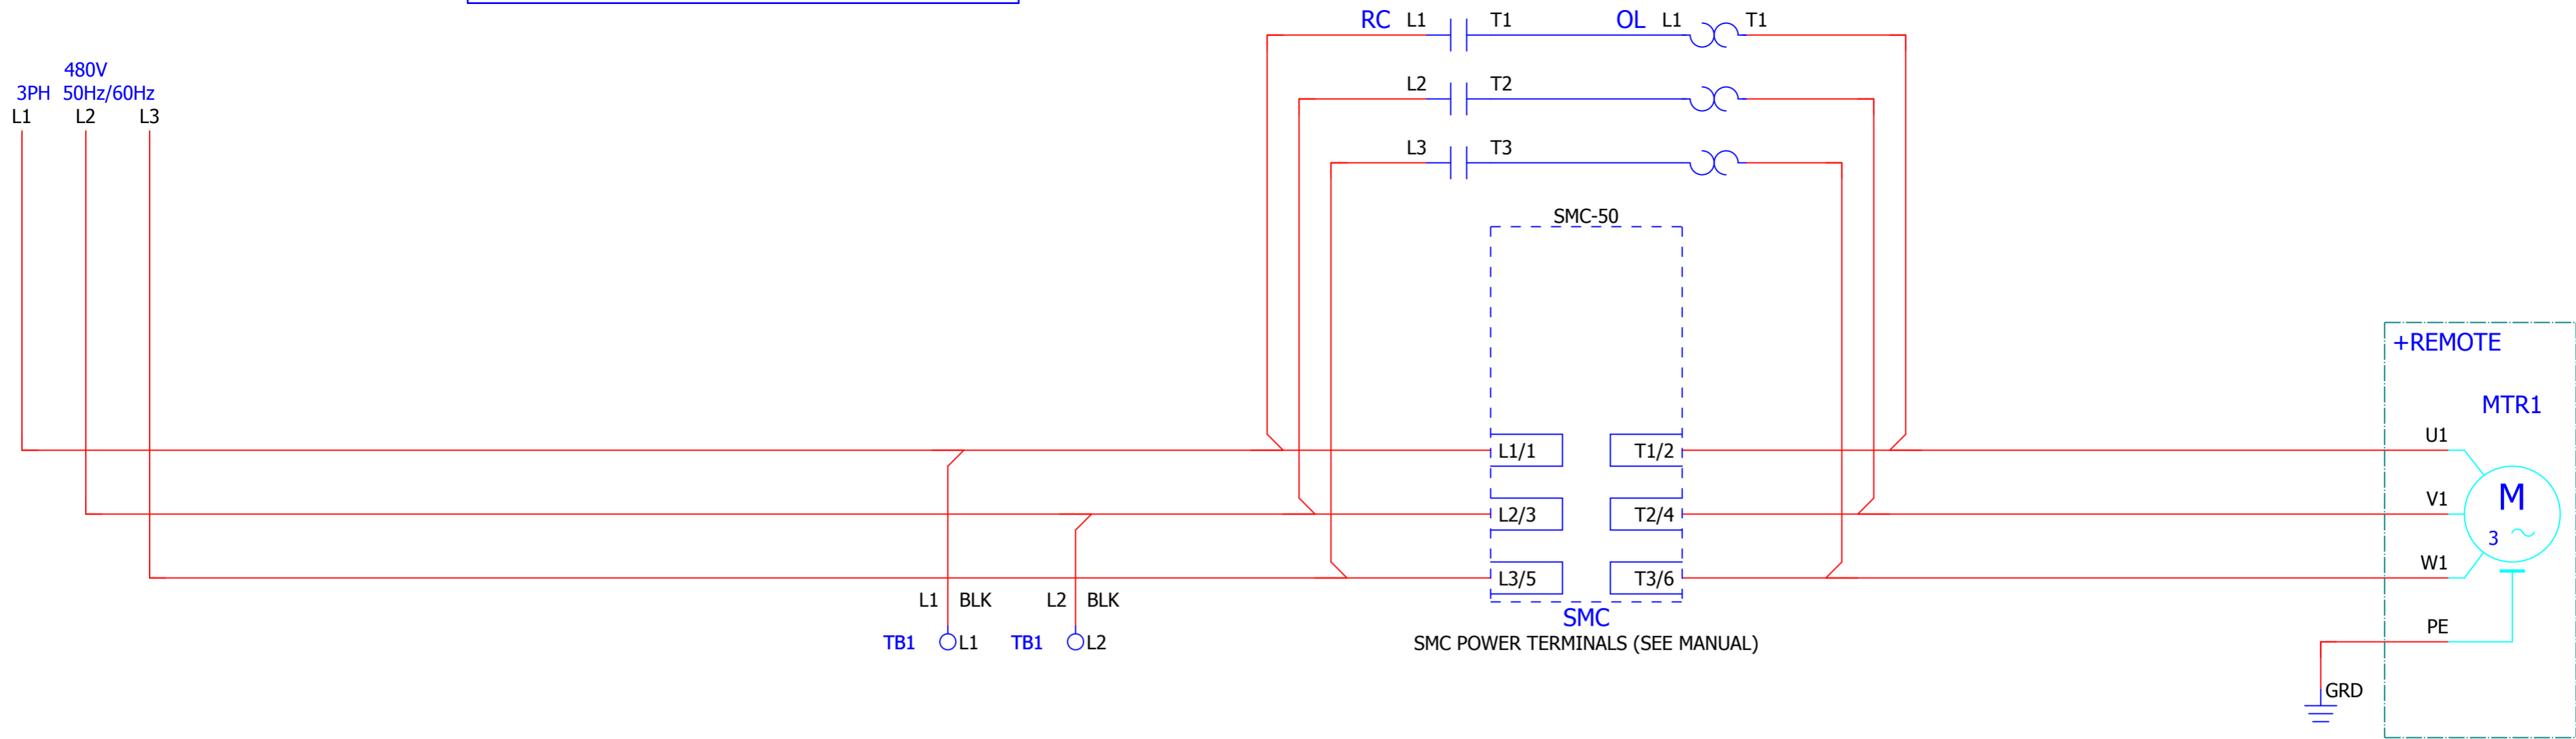 RC L1 T1 OL L1 T1
480V
3PH 50Hz/60Hz
L1 L2 L3
L2 T2
L3 T3
SMC-50
+REMOTE
MTR1
L1/1 T1/2 U1
L2/3 T2/4 V1
M
3 ~
L3/5 T3/6 W1
L1 BLK L2 BLK
SMC
PE
TB1 L1 TB1 L2
SMC POWER TERMINALS (SEE MANUAL)
GRD